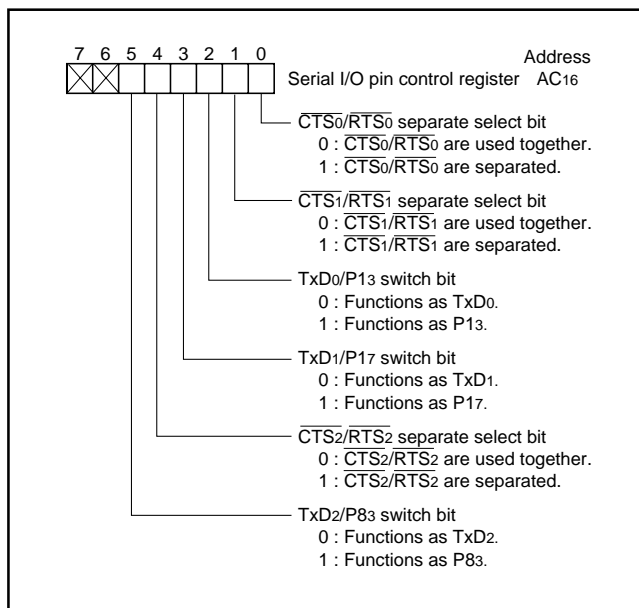 7 6 5 4 3 2 1 0 Address
Serial I/O pin control register AC16
CTS0/RTS0 separate select bit
0 : CTS0/RTS0 are used together.
1 : CTS0/RTS0 are separated.
CTS1/RTS1 separate select bit
0 : CTS1/RTS1 are used together.
1 : CTS1/RTS1 are separated.
TxD0/P13 switch bit
0 : Functions as TxD0.
1 : Functions as P13.
TxD1/P17 switch bit
0 : Functions as TxD1.
1 : Functions as P17.
CTS2/RTS2 separate select bit
0 : CTS2/RTS2 are used together.
1 : CTS2/RTS2 are separated.
TxD2/P83 switch bit
0 : Functions as TxD2.
1 : Functions as P83.